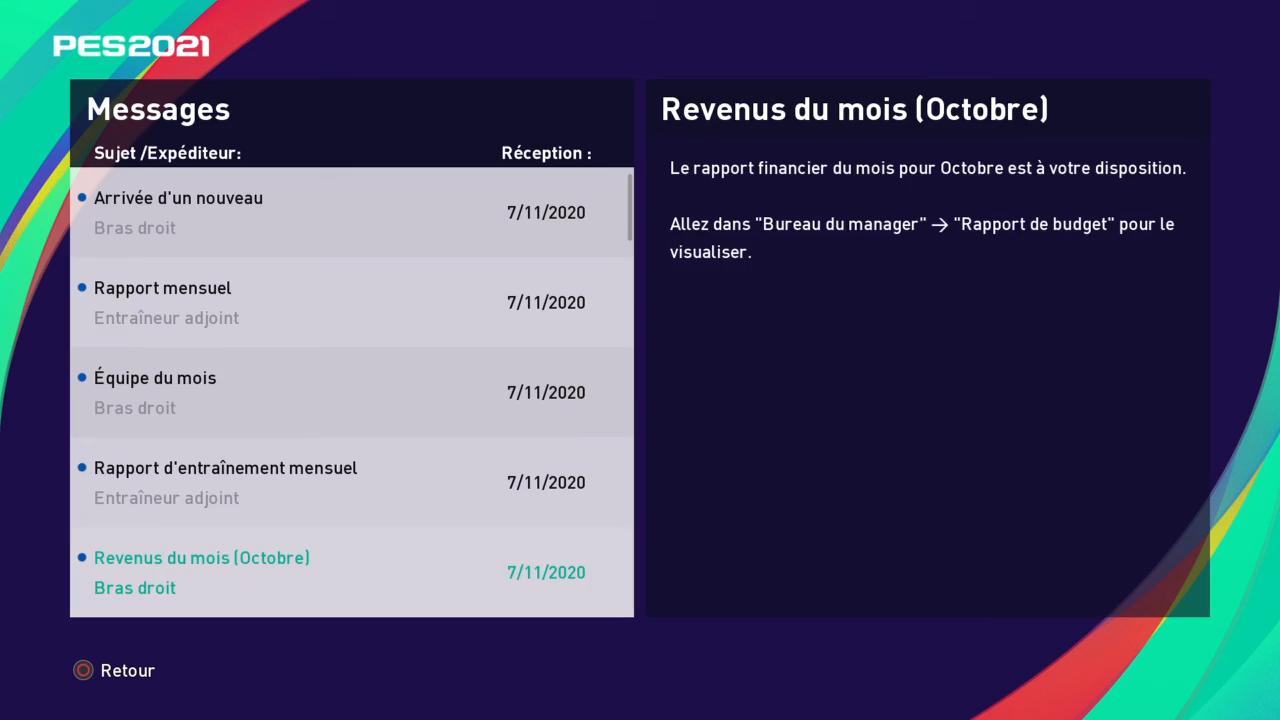 PES2021
Messages
Sujet /Expéditeur:
Réception :
Arrivée d'un nouveau
Bras droit
7/11/2020
Rapport mensuel
Entraîneur adjoint
7/11/2020
Équipe du mois
Bras droit
7/11/2020
Rapport d'entraînement mensuel
Entraîneur adjoint
7/11/2020
Revenus du mois (Octobre)
Bras droit
7/11/2020
Revenus du mois (Octobre)
Le rapport financier du mois pour Octobre est à votre disposition.
Allez dans "Bureau du manager" → "Rapport de budget" pour le
visualiser.
Retour